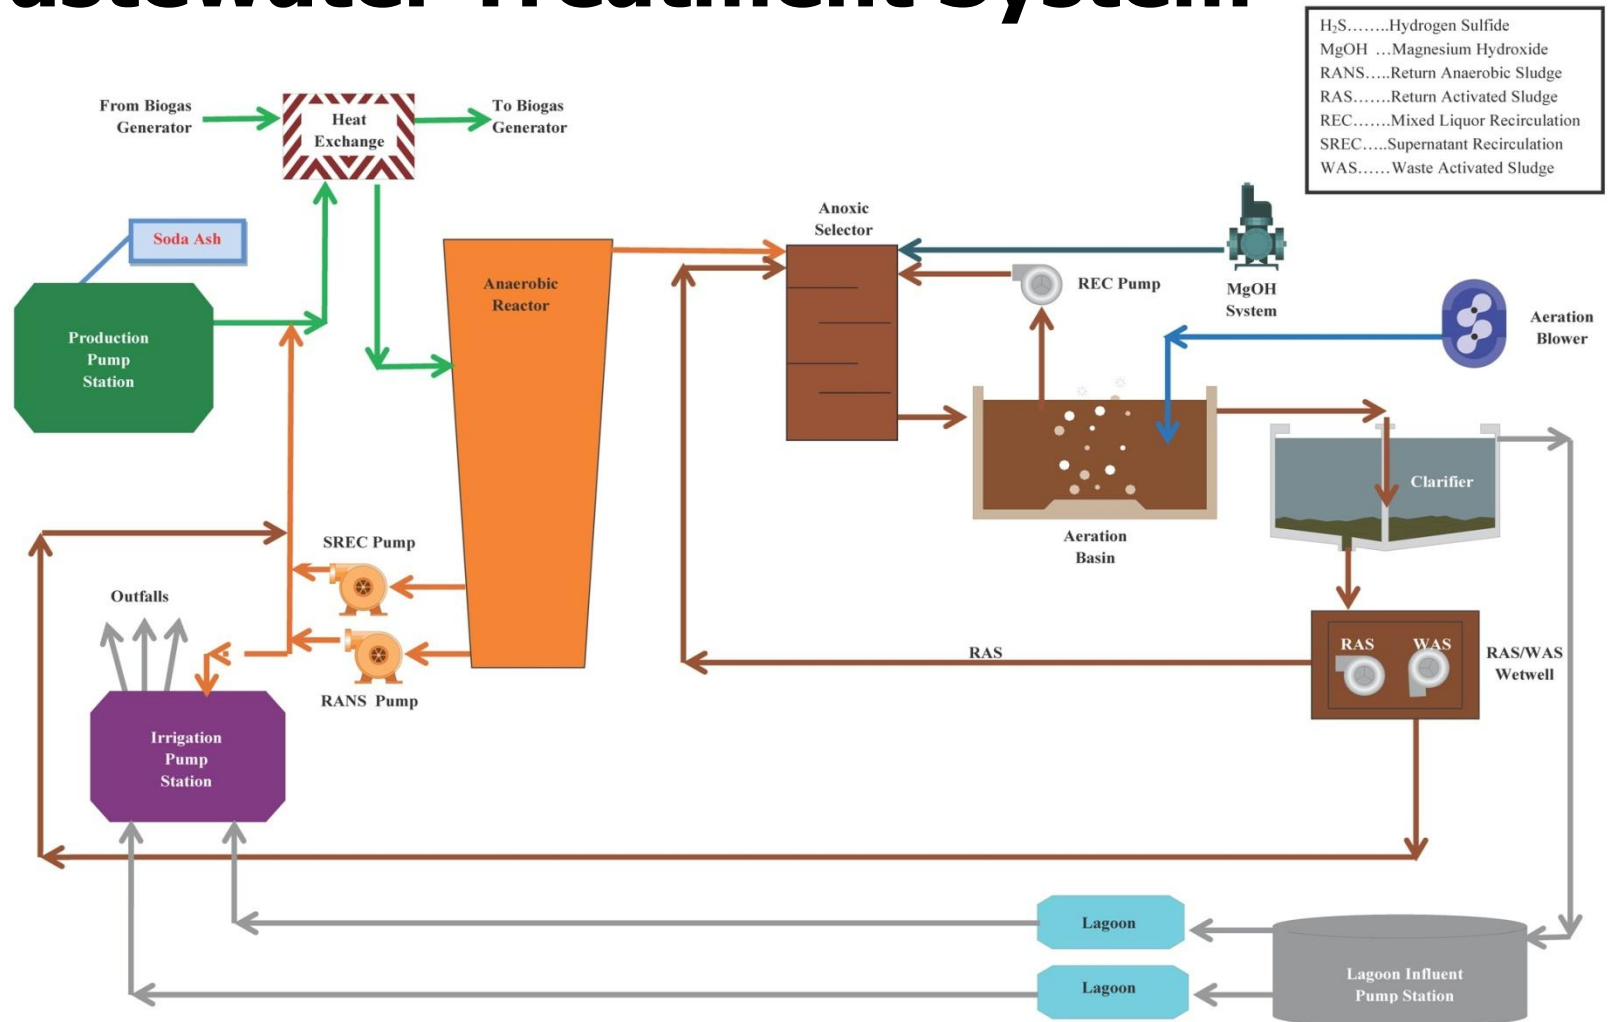 H₂S........Hydrogen Sulfide
MgOH ...Magnesium Hydroxide
RANS.....Return Anaerobic Sludge
RAS.......Return Activated Sludge
REC.......Mixed Liquor Recirculation
SREC.....Supernatant Recirculation
WAS......Waste Activated Sludge
From Biogas
Generator
Heat
Exchange
To Biogas
Generator
Soda Ash
Production
Pump
Station
Anaerobic
Reactor
Anoxic
Selector
REC Pump
MgOH
System
Aeration
Blower
Aeration
Basin
Clarifier
SREC Pump
RANS  Pump
Outfalls
Irrigation
Pump
Station
RAS
RAS
WAS
RAS/WAS
Wetwell
Lagoon
Lagoon
Lagoon Influent
Pump Station